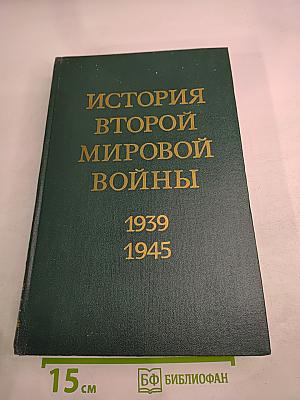 ИСТОРИЯ
ВТОРОЙ
МИРОВОЙ
ВОЙНЫ
1939
1945
15 см
БФ БИБЛИОФАН